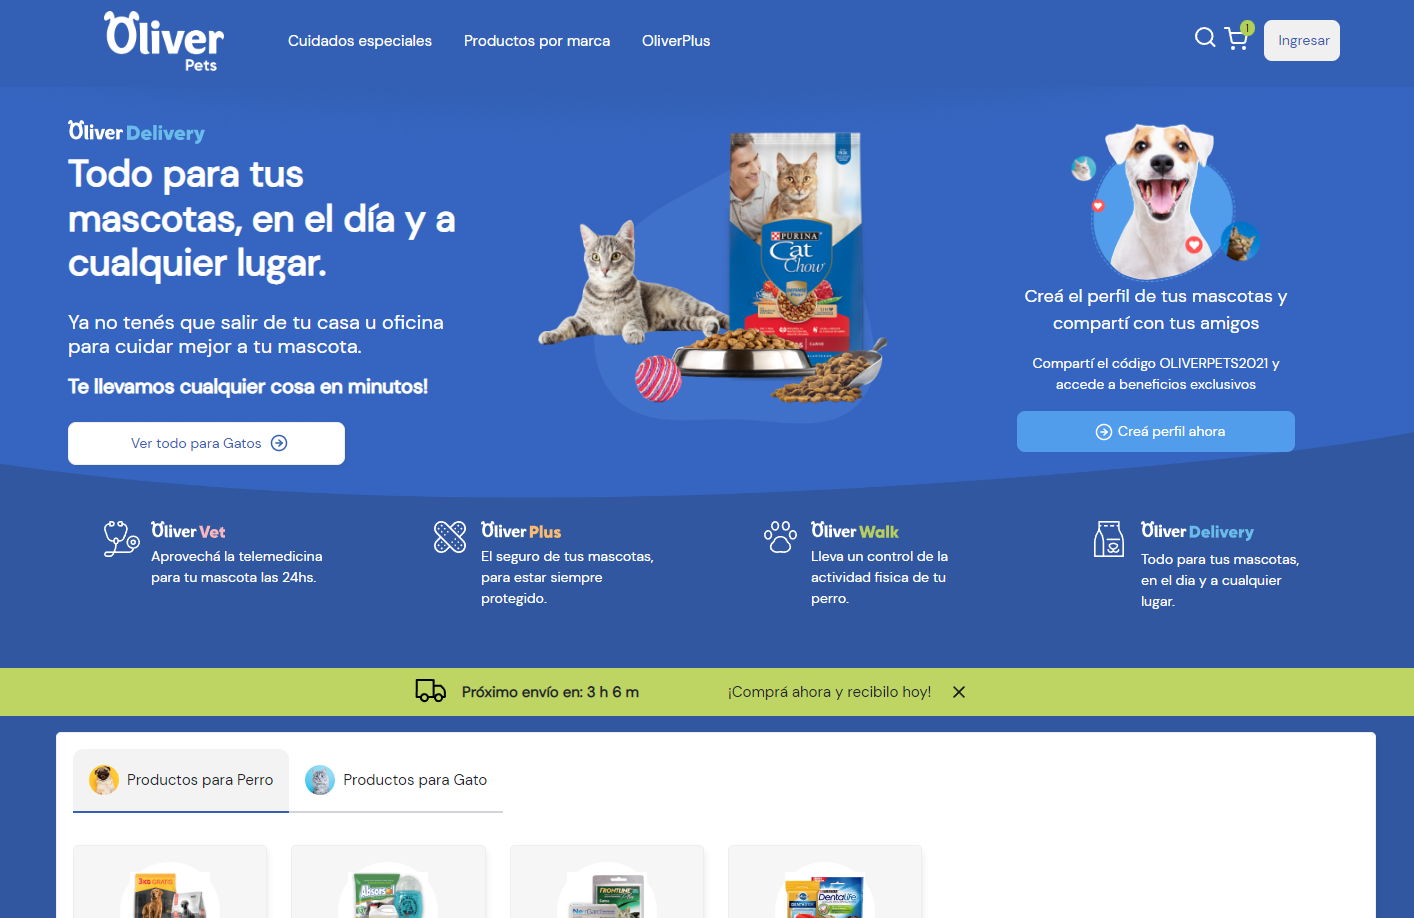 Oliver
Pets
Cuidados especiales
Productos por marca
OliverPlus
1
Ingresar
Oliver Delivery
Todo para tus
mascotas, en el día y a
cualquier lugar.
Ya no tenés que salir de tu casa u oficina
para cuidar mejor a tu mascota.
Te llevamos cualquier cosa en minutos!
Ver todo para Gatos
PURINA
Cat
Chow
Creá el perfil de tus mascotas y
compartí con tus amigos
Compartí el código OLIVERPETS2021 y
accede a beneficios exclusivos
Creá perfil ahora
Oliver Vet
Aprovechá la telemedicina
para tu mascota las 24hs.
Oliver Plus
El seguro de tus mascotas,
para estar siempre
protegido.
Oliver Walk
Lleva un control de la
actividad fisica de tu
perro.
Oliver Delivery
Todo para tus mascotas,
en el dia y a cualquier
lugar.
Próximo envío en: 3 h 6 m
¡Comprá ahora y recibilo hoy!
Productos para Perro
Productos para Gato
3KG GRATIS
FRONTLINE
DentaLife